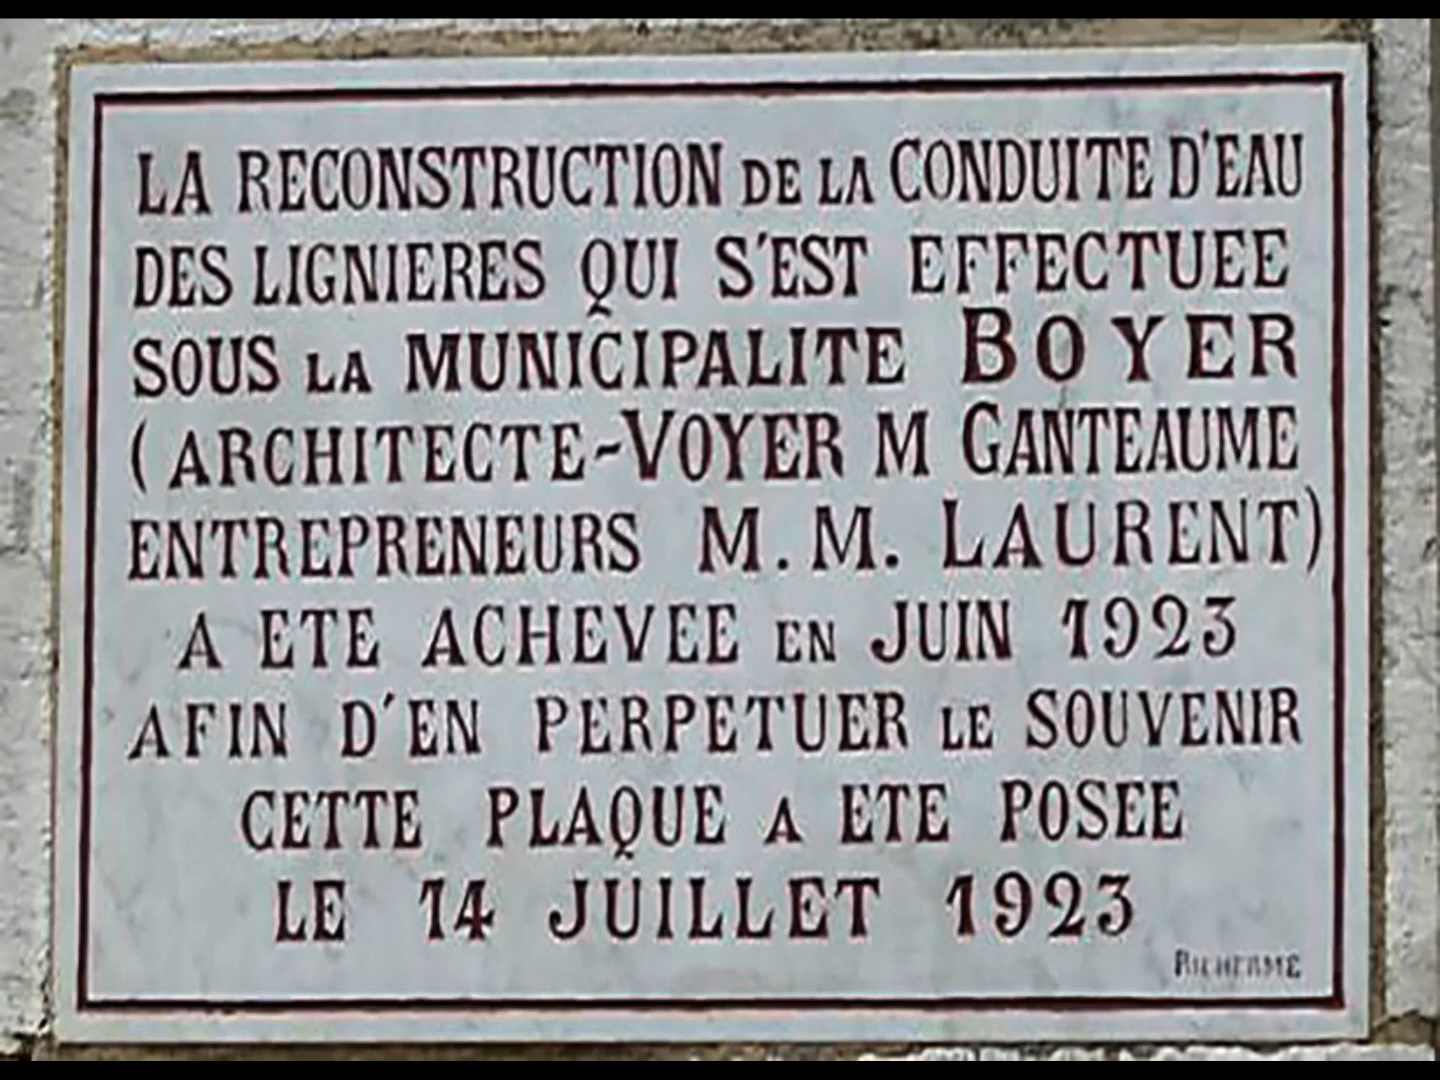 LA RECONSTRUCTION DE LA CONDUITE D'EAU
DES LIGNIERES QUI S'EST EFFECTUEE
SOUS LA MUNICIPALITE BOYER
(ARCHITECTE-VOYER M GANTEAUME
ENTREPRENEURS M.M. LAURENT)
A ETE ACHEVEE EN JUIN 1923
AFIN D'EN PERPETUER LE SOUVENIR
CETTE PLAQUE A ETE POSEE
LE 14 JUILLET 1923
RICHERME